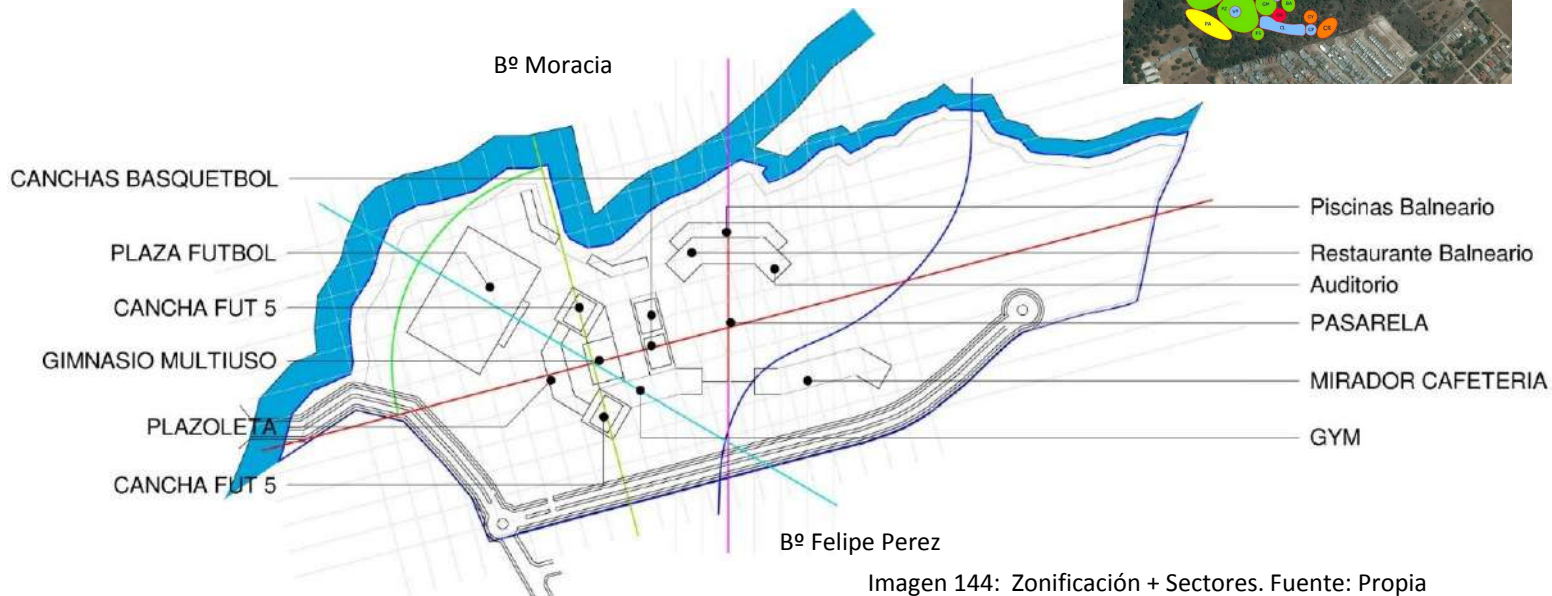 Bº Moracia
CANCHAS BASQUETBOL
PLAZA FUTBOL
CANCHA FUT 5
GIMNASIO MULTIUSO
PLAZOLETA
CANCHA FUT 5
Piscinas Balneario
Restaurante Balneario
Auditorio
PASARELA
MIRADOR CAFETERIA
GYM
Bº Felipe Perez
Imagen 144: Zonificación + Sectores. Fuente: Propia